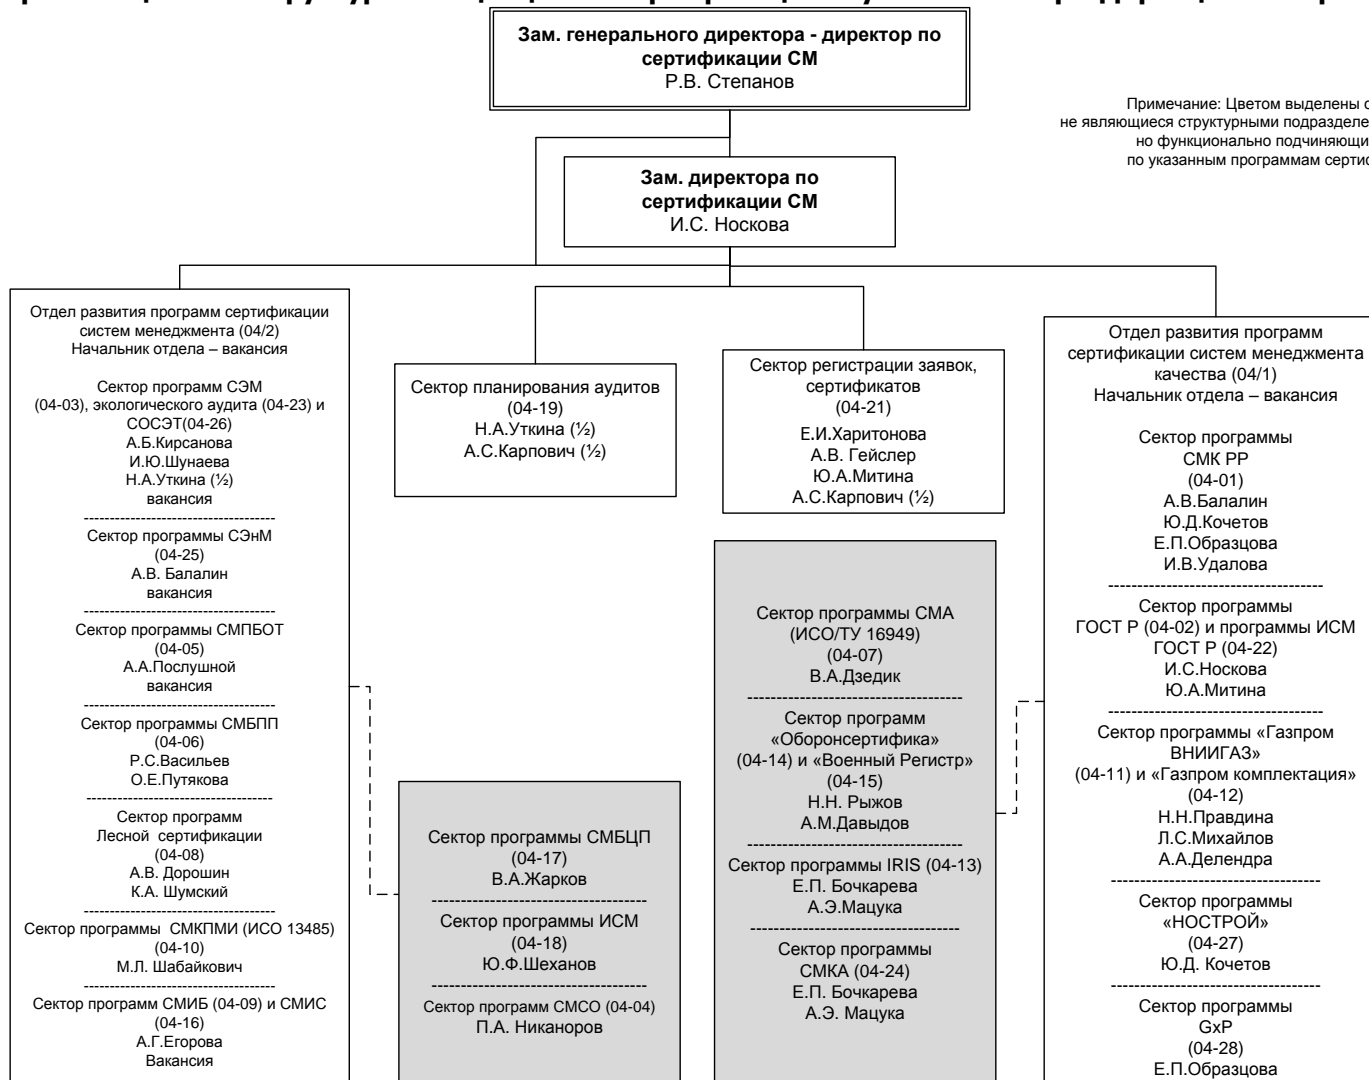 Зам. генерального директора - директор по
сертификации СМ
Р.В. Степанов
Примечание: Цветом выделены
не являющиеся структурными
но функционально
по указанным программам
Зам. директора по
сертификации СМ
И.С. Носкова
Отдел развития программ сертификации
систем менеджмента (04/2)
Начальник отдела – вакансия
Сектор программ СЭМ
(04-03), экологического аудита (04-23) и
СОСЭТ(04-26)
А.Б.Кирсанова
И.Ю.Шунаева
Н.А.Уткина (½)
вакансия
-------------------------------------
Сектор программы СЭнМ
(04-25)
А.В. Балалин
вакансия
-------------------------------------
Сектор программы СМПБОТ
(04-05)
А.А.Послушной
вакансия
-------------------------------------
Сектор программы СМБПП
(04-06)
Р.С.Васильев
О.Е.Путякова
------------------------------------
Сектор программ
Лесной сертификации
(04-08)
А.В. Дорошин
К.А. Шумский
-------------------------------------
Сектор программы СМКПМИ (ИСО 13485)
(04-10)
М.Л. Шабайкович
-------------------------------------
Сектор программ СМИБ (04-09) и СМИС
(04-16)
А.Г.Егорова
Вакансия
Сектор планирования аудитов
(04-19)
Н.А.Уткина (½)
А.С.Карпович (½)
Сектор регистрации заявок,
сертификатов
(04-21)
Е.И.Харитонова
А.В. Гейслер
Ю.А.Митина
А.С.Карпович (½)
Отдел развития программ
сертификации систем менеджмента
качества (04/1)
Начальник отдела – вакансия
Сектор программы
СМК РР
(04-01)
А.В.Балалин
Ю.Д.Кочетов
Е.П.Образцова
И.В.Удалова
-------------------------------------
Сектор программы
ГОСТ Р (04-02) и программы ИСМ
ГОСТ Р (04-22)
И.С.Носкова
Ю.А.Митина
-------------------------------------
Сектор программы «Газпром
ВНИИГАЗ»
(04-11) и «Газпром комплектация»
(04-12)
Н.Н.Правдина
Л.С.Михайлов
А.А.Делендра
------------------------------------
Сектор программы
«НОСТРОЙ»
(04-27)
Ю.Д. Кочетов
------------------------------------
Сектор программы
GxP
(04-28)
Е.П.Образцова
Сектор программы СМБЦП
(04-17)
В.А.Жарков
-------------------------------------
Сектор программы ИСМ
(04-18)
Ю.Ф.Шеханов
-------------------------------------
Сектор программ СМСО (04-04)
П.А. Никаноров
Сектор программы СМА
(ИСО/ТУ 16949)
(04-07)
В.А.Дзедик
-------------------------------------
Сектор программ
«Оборонсертифика»
(04-14) и «Военный Регистр»
(04-15)
Н.Н. Рыжов
А.М.Давыдов
-------------------------------------
Сектор программы IRIS (04-13)
Е.П. Бочкарева
А.Э.Мацука
------------------------------------
Сектор программы
СМКА (04-24)
Е.П. Бочкарева
А.Э. Мацука